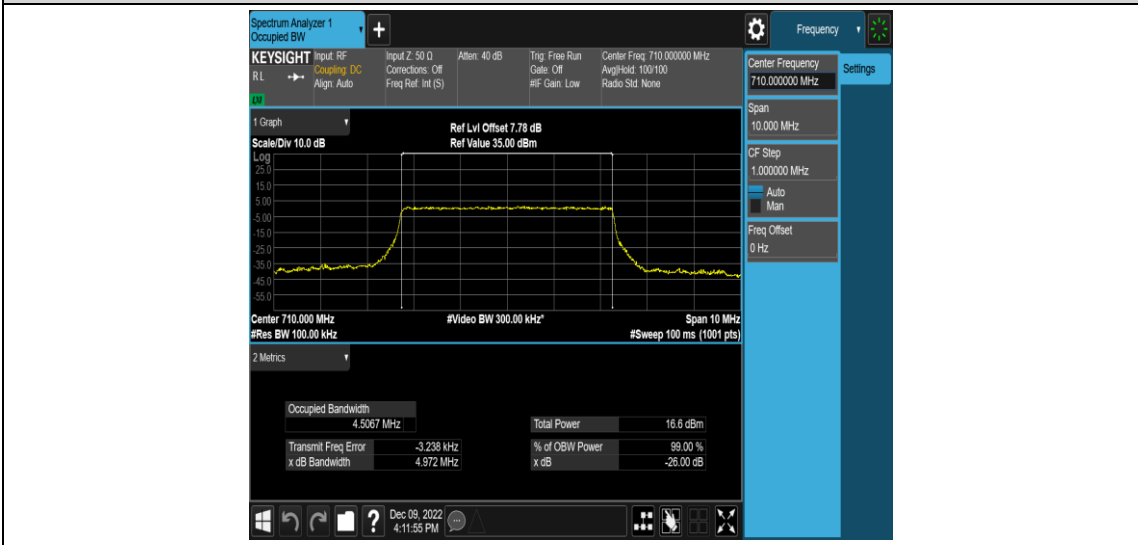 Spectrum Analyzer 1
Occupied BW
Frequency
KEYSIGHT
R L
LXI
Input: RF
Coupling: DC
Align: Auto
Input Z: 50 Ω
Corrections: Off
Freq Ref: Int (S)
Atten: 40 dB
Trig: Free Run
Gate: Off
#IF Gain: Low
Center Freq: 710.000000 MHz
Avg|Hold: 100/100
Radio Std: None
Center Frequency
710.000000 MHz
Settings
Span
10.000 MHz
CF Step
1.000000 MHz
Auto
Man
Freq Offset
0 Hz
1 Graph
Ref Lvl Offset 7.78 dB
Scale/Div 10.0 dB
Ref Value 35.00 dBm
Log
25.0
15.0
5.00
-5.00
-15.0
-25.0
-35.0
-45.0
-55.0
Center 710.000 MHz
#Video BW 300.00 kHz*
Span 10 MHz
#Res BW 100.00 kHz
#Sweep 100 ms (1001 pts)
2 Metrics
Occupied Bandwidth
4.5067 MHz
Total Power 16.6 dBm
Transmit Freq Error -3.238 kHz
% of OBW Power 99.00 %
x dB Bandwidth 4.972 MHz
x dB -26.00 dB
?
Dec 09, 2022
4:11:55 PM